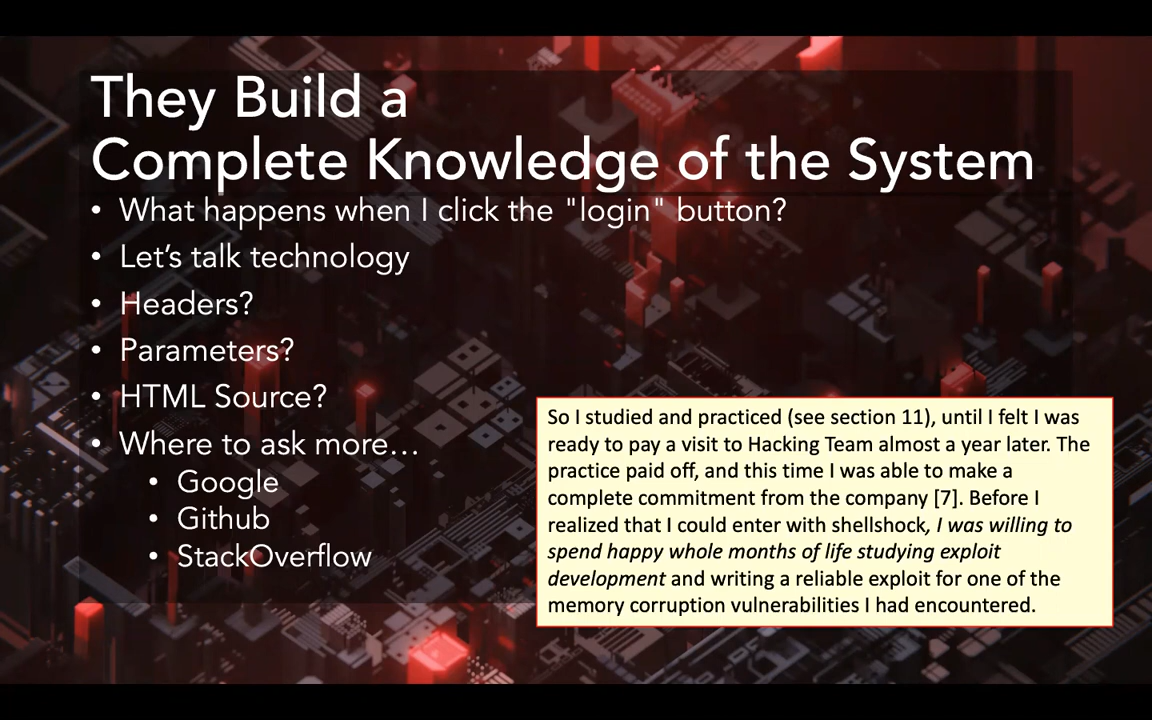 They Build a
Complete Knowledge of the System
• What happens when I click the "login" button?
• Let’s talk technology
• Headers?
• Parameters?
• HTML Source?
• Where to ask more…
• Google
• Github
• StackOverflow
So I studied and practiced (see section 11), until I felt I was
ready to pay a visit to Hacking Team almost a year later. The
practice paid off, and this time I was able to make a
complete commitment from the company [7]. Before I
realized that I could enter with shellshock, I was willing to
spend happy whole months of life studying exploit
development and writing a reliable exploit for one of the
memory corruption vulnerabilities I had encountered.